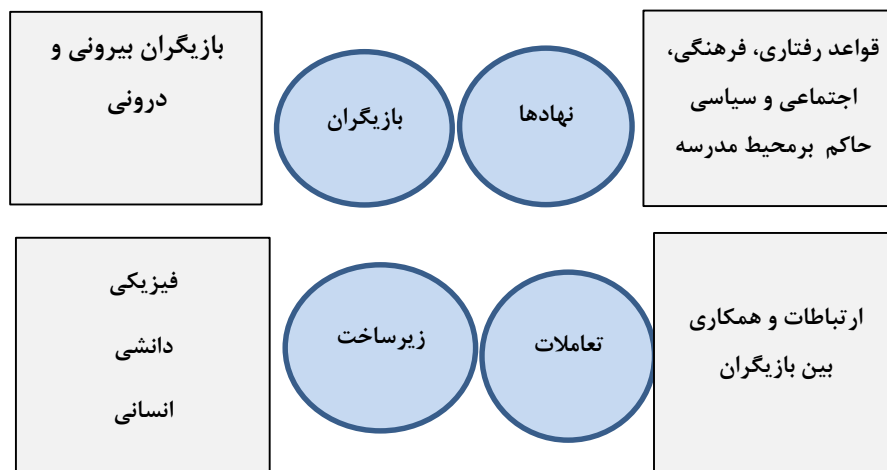 قواعد رفتاری، فرهنگی،
اجتماعی و سیاسی
حاکم برمحیط مدرسه
نهادها
بازیگران
بازیگران بیرونی و
درونی
ارتباطات و همکاری
بین بازیگران
تعاملات
زیرساخت
فیزیکی
دانشی
انسانی